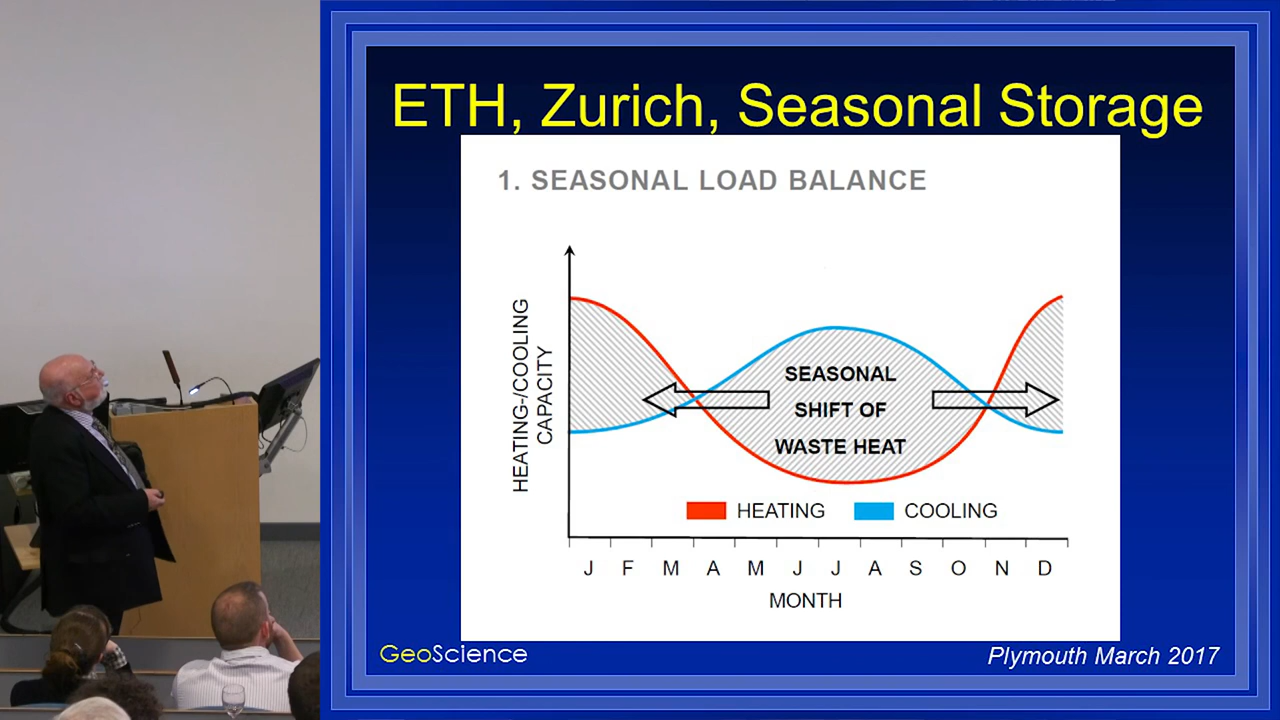 ETH, Zurich, Seasonal Storage
1. SEASONAL LOAD BALANCE
HEATING-/COOLING
CAPACITY
SEASONAL
SHIFT OF
WASTE HEAT
HEATING
COOLING
J F M A M J J A S O N D
MONTH
GeoScience
Plymouth March 2017